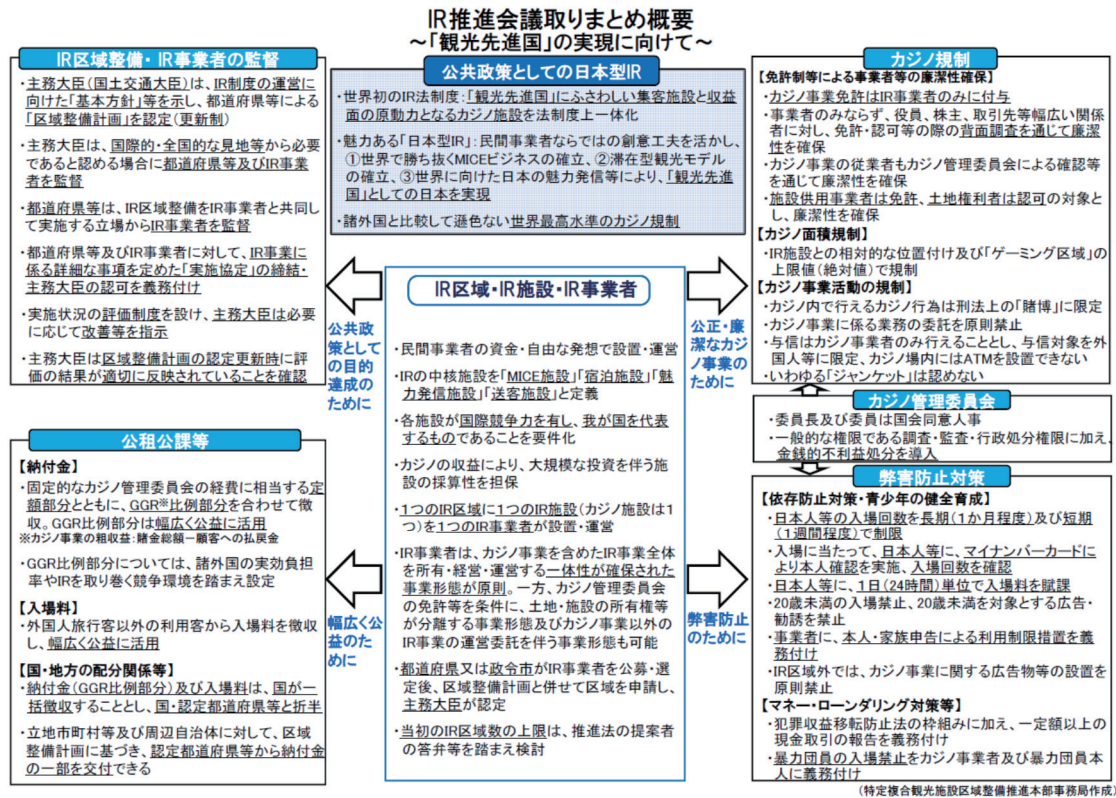 IR推進会議取りまとめ概要
～「観光先進国」の実現に向けて～
IR区域整備・IR事業者の監督
・主務大臣(国土交通大臣)は、IR制度の運営に
向けた「基本方針」等を示し、都道府県等による
「区域整備計画」を認定(更新制)
・主務大臣は、国際的・全国的な見地等から必要
であると認める場合に都道府県等及びIR事業
者を監督
・都道府県等は、IR区域整備をIR事業者と共同し
て実施する立場からIR事業者を監督
・都道府県等及びIR事業者に対して、IR事業に
係る詳細な事項を定めた「実施協定」の締結・
主務大臣の認可を義務付け
・実施状況の評価制度を設け、主務大臣は必要
に応じて改善等を指示
・主務大臣は区域整備計画の認定更新時に評
価の結果が適切に反映されていることを確認
公共政策としての日本型IR
・世界初のIR法制度:「観光先進国」にふさわしい集客施設と収益
面の原動力となるカジノ施設を法制度上一体化
・魅力ある「日本型IR」:民間事業者ならではの創意工夫を活かし、
①世界で勝ち抜くMICEビジネスの確立、②滞在型観光モデル
の確立、③世界に向けた日本の魅力発信等により、「観光先進
国」としての日本を実現
・諸外国と比較して遜色ない世界最高水準のカジノ規制
カジノ規制
【免許制等による事業者等の廉潔性確保】
・カジノ事業免許はIR事業者のみに付与
・事業者のみならず、役員、株主、取引先等幅広い関係
者に対し、免許・認可等の際の背面調査を通じて廉潔
性を確保
・カジノ事業の従業者もカジノ管理委員会による確認等
を通じて廉潔性を確保
・施設供用事業者は免許、土地権利者は認可の対象と
し、廉潔性を確保
【カジノ面積規制】
・IR施設との相対的な位置付け及び「ゲーミング区域」の
上限値(絶対値)で規制
【カジノ事業活動の規制】
・カジノ内で行えるカジノ行為は刑法上の「賭博」に限定
・カジノ事業に係る業務の委託を原則禁止
・与信はカジノ事業者のみ行えることとし、与信対象を外
国人等に限定、カジノ場内にはATMを設置できない
・いわゆる「ジャンケット」は認めない
公共政
策として
の目的
達成の
ために
IR区域・IR施設・IR事業者
・民間事業者の資金・自由な発想で設置・運営
・IRの中核施設を「MICE施設」「宿泊施設」「魅
力発信施設」「送客施設」と定義
・各施設が国際競争力を有し、我が国を代表
するものであることを要件化
・カジノの収益により、大規模な投資を伴う施
設の採算性を担保
・1つのIR区域に1つのIR施設(カジノ施設は1
つ)を1つのIR事業者が設置・運営
・IR事業者は、カジノ事業を含めたIR事業全体
を所有・経営・運営する一体性が確保された
事業形態が原則。一方、カジノ管理委員会
の免許等を条件に、土地・施設の所有権等
が分離する事業形態及びカジノ事業以外の
IR事業の運営委託を伴う事業形態も可能
・都道府県又は政令市がIR事業者を公募・選
定後、区域整備計画と併せて区域を申請し、
主務大臣が認定
・当初のIR区域数の上限は、推進法の提案者
の答弁等を踏まえ検討
公正・廉
潔なカジ
ノ事業の
ために
カジノ管理委員会
・委員長及び委員は国会同意人事
・一般的な権限である調査・監査・行政処分権限に加え、
金銭的不利益処分を導入
公租公課等
【納付金】
・固定的なカジノ管理委員会の経費に相当する定
額部分とともに、GGR※比例部分を合わせて徴
収。GGR比例部分は幅広く公益に活用
※カジノ事業の粗収益:賭金総額－顧客への払戻金
・GGR比例部分については、諸外国の実効負担
率やIRを取り巻く競争環境を踏まえ設定
【入場料】
・外国人旅行客以外の利用客から入場料を徴収
し、幅広く公益に活用
【国・地方の配分関係等】
・納付金(GGR比例部分)及び入場料は、国が一
括徴収することとし、国・認定都道府県等と折半
・立地市町村等及び周辺自治体に対して、区域
整備計画に基づき、認定都道府県等から納付金
の一部を交付できる
幅広く公
益のた
めに
弊害防止
のために
弊害防止対策
【依存防止対策・青少年の健全育成】
・日本人等の入場回数を長期(1か月程度)及び短期
(1週間程度)で制限
・入場に当たって、日本人等に、マイナンバーカードに
より本人確認を実施、入場回数を確認
・日本人等に、1日(24時間)単位で入場料を賦課
・20歳未満の入場禁止、20歳未満を対象とする広告・
勧誘を禁止
・事業者に、本人・家族申告による利用制限措置を義
務付け
・IR区域外では、カジノ事業に関する広告物等の設置を
原則禁止
【マネー・ローンダリング対策等】
・犯罪収益移転防止法の枠組みに加え、一定額以上の
現金取引の報告を義務付け
・暴力団員の入場禁止をカジノ事業者及び暴力団員本
人に義務付け
(特定複合観光施設区域整備推進本部事務局作成)